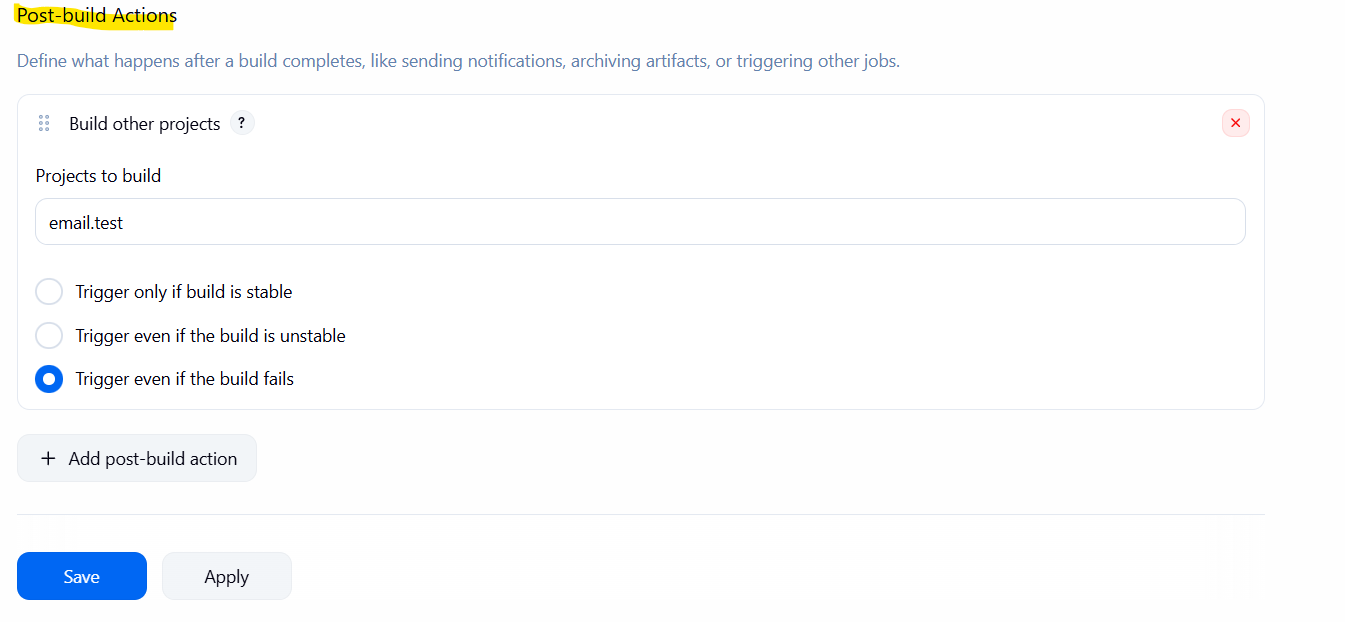 Post-build Actions
Define what happens after a build completes, like sending notifications, archiving artifacts, or triggering other jobs.
Build other projects ?
Projects to build
email.test
Trigger only if build is stable
Trigger even if the build is unstable
Trigger even if the build fails
+ Add post-build action
Save Apply